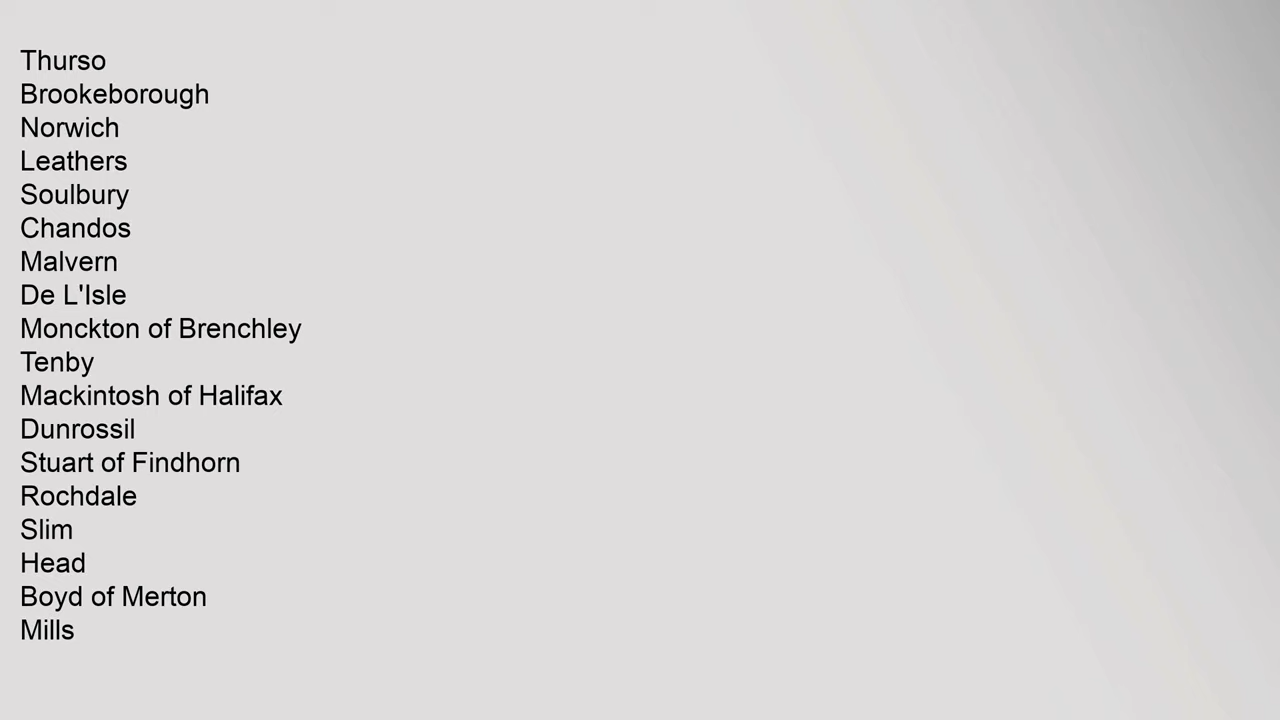 Thurso
Brookeborough
Norwich
Leathers
Soulbury
Chandos
Malvern
De L'Isle
Monckton of Brenchley
Tenby
Mackintosh of Halifax
Dunrossil
Stuart of Findhorn
Rochdale
Slim
Head
Boyd of Merton
Mills